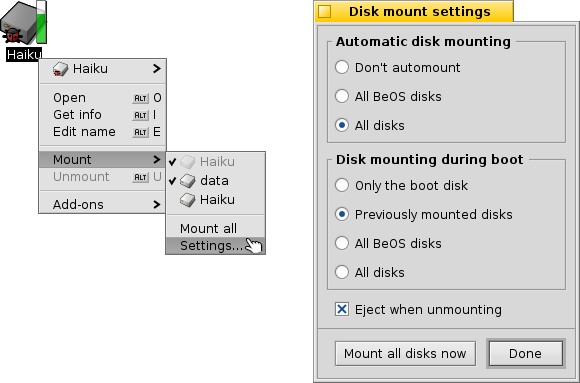 Haiku
Haiku
Open ALT O
Get info ALT I
Edit name ALT E
Mount
Unmount ALT U
Add-ons
Haiku
data
Haiku
Mount all
Settings...
Disk mount settings
Automatic disk mounting
Don't automount
All BeOS disks
All disks
Disk mounting during boot
Only the boot disk
Previously mounted disks
All BeOS disks
All disks
Eject when unmounting
Mount all disks now
Done